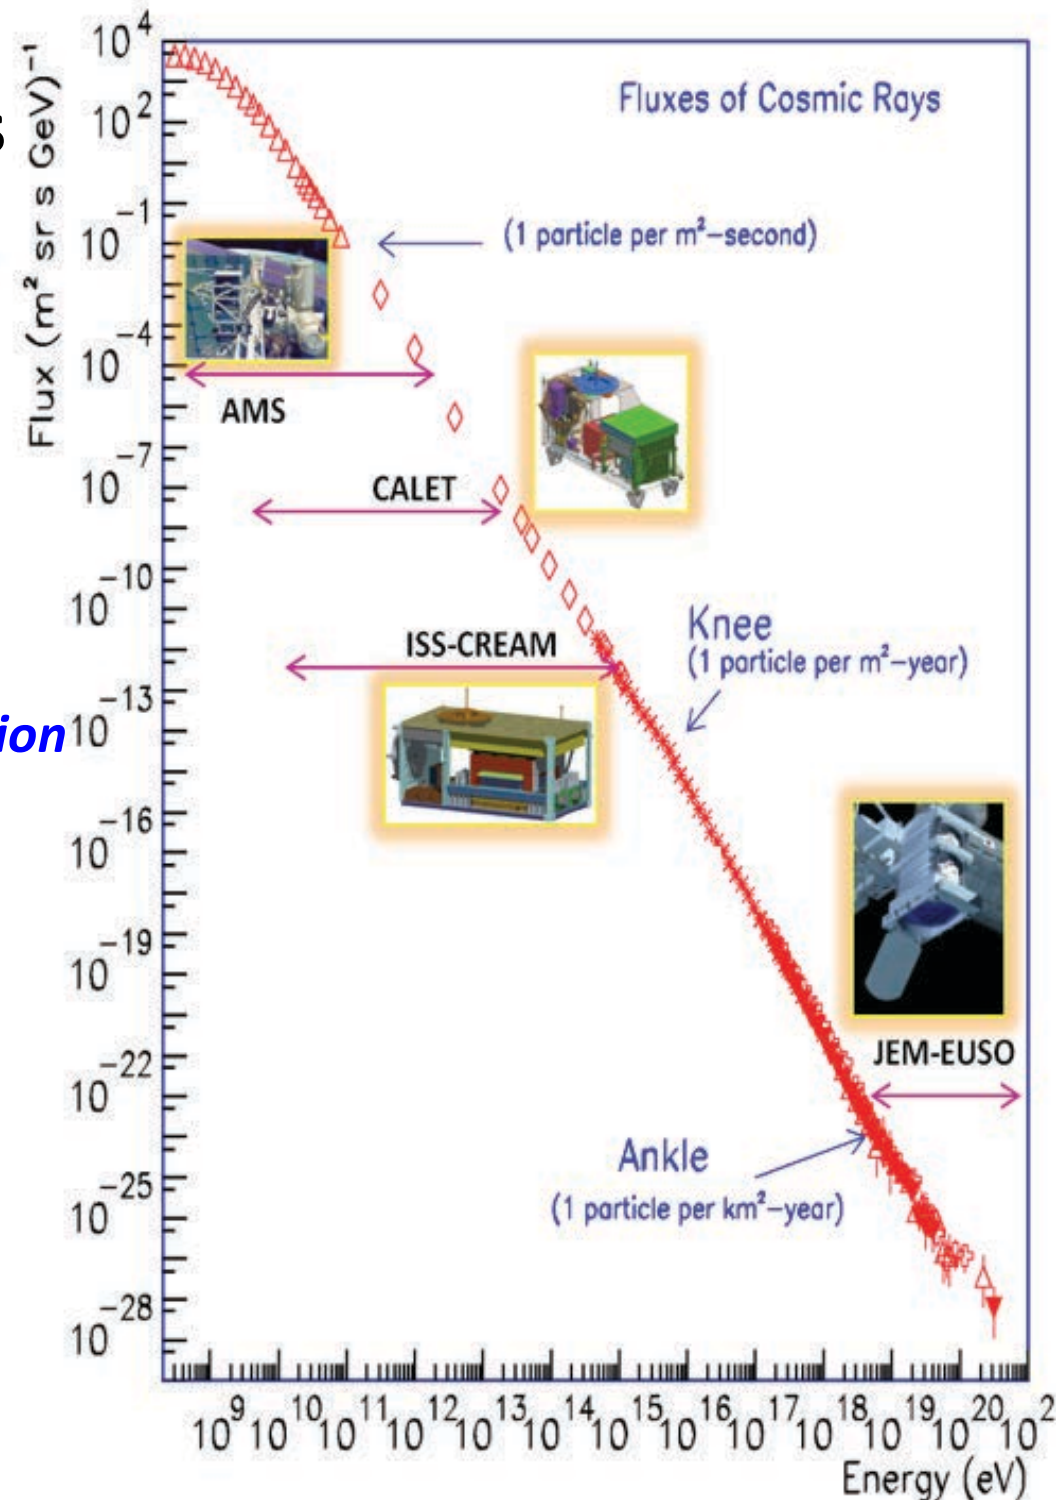 s
Fluxes of Cosmic Rays
Flux (m² sr s GeV)⁻¹
10⁴
10²
10⁻¹
10⁻⁴
10⁻⁷
10⁻¹⁰
10⁻¹³
10⁻¹⁶
10⁻¹⁹
10⁻²²
10⁻²⁵
10⁻²⁸
(1 particle per m²−second)
AMS
CALET
ISS-CREAM
Knee
(1 particle per m²−year)
ion
JEM-EUSO
Ankle
(1 particle per km²−year)
10⁹ 10¹⁰ 10¹¹ 10¹² 10¹³ 10¹⁴ 10¹⁵ 10¹⁶ 10¹⁷ 10¹⁸ 10¹⁹ 10²⁰ 10²
Energy (eV)